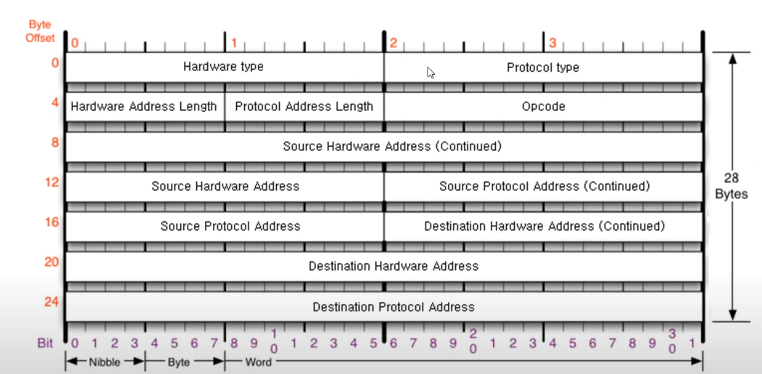 Byte
Offset
0 1 2 3
0 Hardware type Protocol type
4 Hardware Address Length Protocol Address Length Opcode
8 Source Hardware Address (Continued)
12 Source Hardware Address Source Protocol Address (Continued)
16 Source Protocol Address Destination Hardware Address (Continued)
20 Destination Hardware Address
24 Destination Protocol Address
28
Bytes
Bit 0 1 2 3 4 5 6 7 8 9 10 1 2 3 4 5 6 7 8 9 20 1 2 3 4 5 6 7 8 9 30 1
Nibble Byte Word